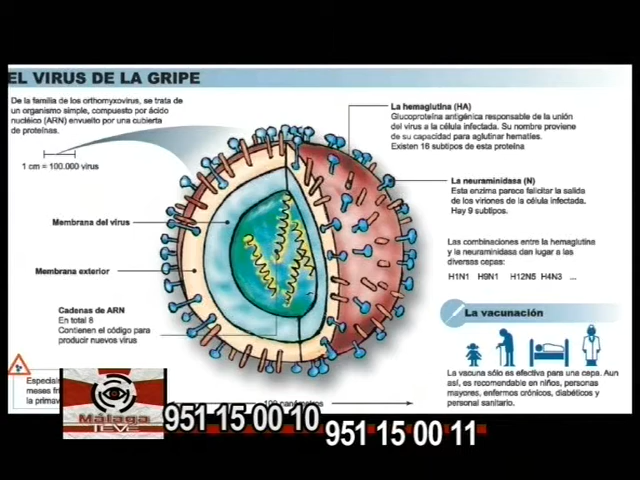 EL VIRUS DE LA GRIPE
De la familia de los orthomyxovirus, se trata de
un organismo simple, compuesto por ácido
nucléico (ARN) envuelto por una cubierta
de proteínas.
1 cm = 100.000 virus
La hemaglutina (HA)
Glucoproteína antigénica responsable de la unión
del virus a la célula infectada. Su nombre proviene
de su capacidad para aglutinar hematíes.
Existen 16 subtipos de esta proteína
La neuraminidasa (N)
Esta enzima parece falicitar la salida
de los viriones de la célula infectada.
Hay 9 subtipos.
Membrana del virus
Membrana exterior
Las combinaciones entre la hemaglutina
y la neuraminidasa dan lugar a las
diversas cepas:
H1N1 H9N1 H12N5 H4N3 ...
Cadenas de ARN
En total 8
Contienen el código para
producir nuevos virus
La vacunación
La vacuna sólo es efectiva para una cepa. Aun
así, es recomendable en niños, personas
mayores, enfermos crónicos, diabéticos y
personal sanitario.
meses
la
100 nanómetros
Málaga
TEVE
951 15 00 10
951 15 00 11